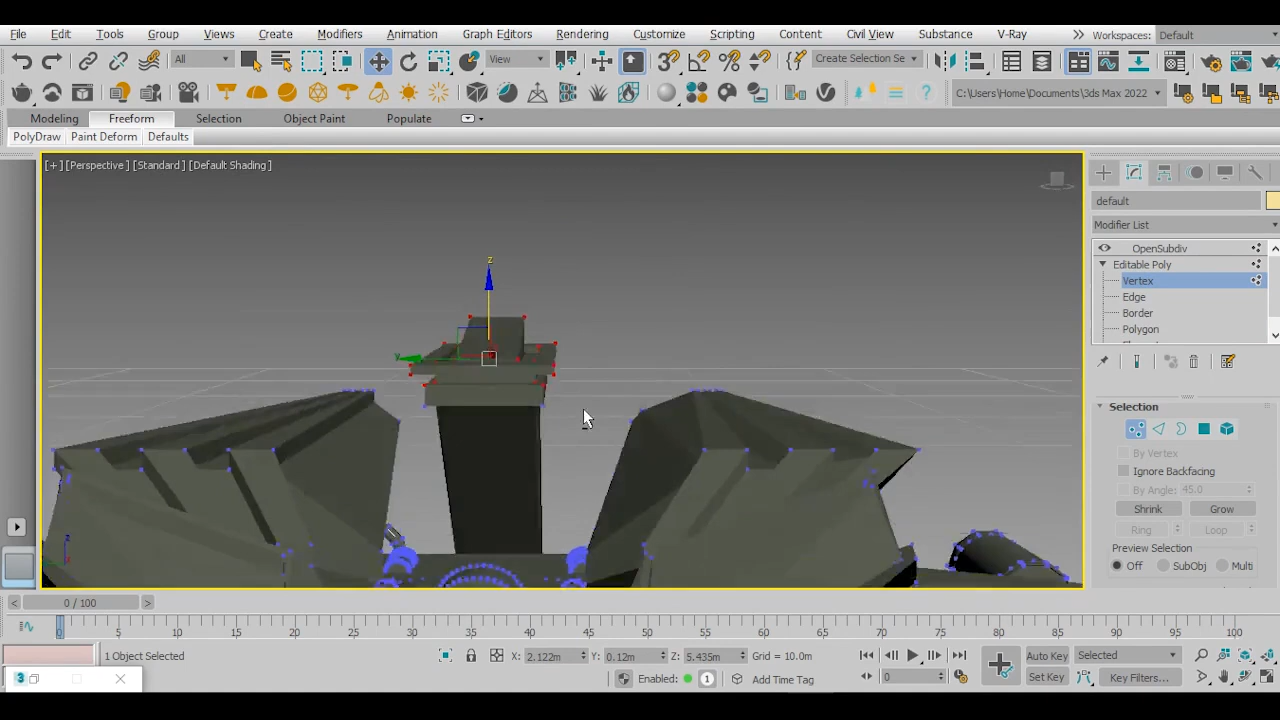 File Edit Tools Group Views Create Modifiers Animation Graph Editors Rendering Customize Scripting Content Civil View Substance V-Ray Workspaces: Default
All View Create Selection Se
C:\Users\Home\Documents\3ds Max 2022
Modeling Freeform Selection Object Paint Populate
PolyDraw Paint Deform Defaults
[+] [Perspective] [Standard] [Default Shading]
default
Modifier List
OpenSubdiv
Editable Poly
Vertex
Edge
Border
Polygon
z
y
Selection
By Vertex
Ignore Backfacing
By Angle: 45.0
Shrink Grow
Ring Loop
Preview Selection
Off SubObj Multi
< 0 / 100 >
0 5 10 15 20 25 30 35 40 45 50 55 60 65 70 75 80 85 90 95 100
1 Object Selected X: 2.122m Y: 0.12m Z: 5.435m Grid = 10.0m Auto Key Selected
3 Enabled: 1 Add Time Tag 0 Set Key Key Filters...